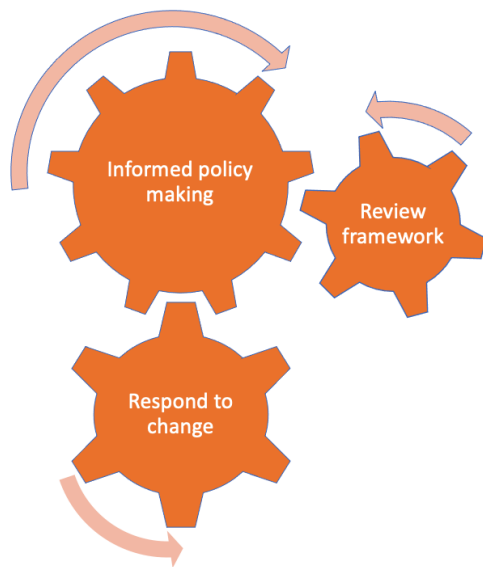 Informed policy
making
Review
framework
Respond to
change